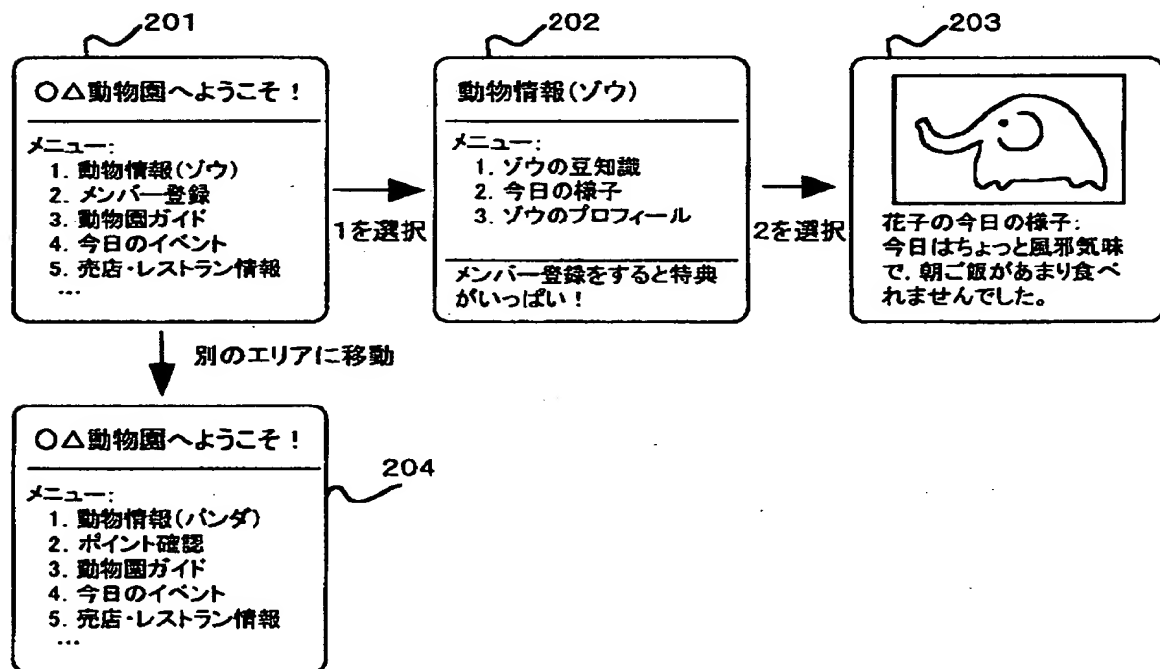 201
○△動物園へようこそ！
メニュー：
1. 動物情報(ゾウ)
2. メンバー登録
3. 動物園ガイド
4. 今日のイベント
5. 売店・レストラン情報
…
1を選択
202
動物情報(ゾウ)
メニュー：
1. ゾウの豆知識
2. 今日の様子
3. ゾウのプロフィール
メンバー登録をすると特典
がいっぱい！
2を選択
203
花子の今日の様子：
今日はちょっと風邪気味
で，朝ご飯があまり食べ
れませんでした。
別のエリアに移動
204
○△動物園へようこそ！
メニュー：
1. 動物情報(パンダ)
2. ポイント確認
3. 動物園ガイド
4. 今日のイベント
5. 売店・レストラン情報
…